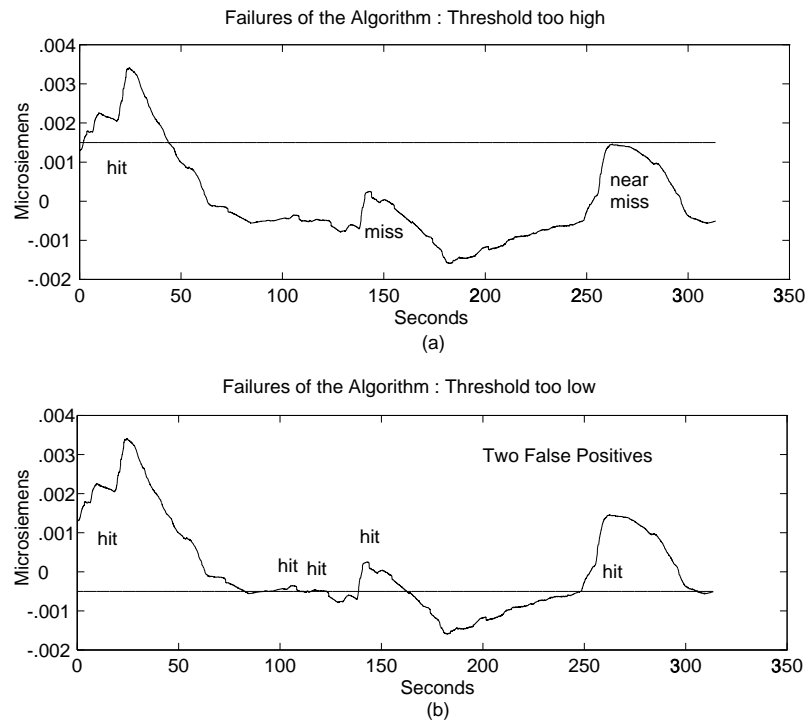 Failures of the Algorithm : Threshold too high
.004
.003
.002
.001
0
-.001
-.002
Microsiemens
hit
miss
near
miss
0 50 100 150 200 250 300 350
Seconds
(a)
Failures of the Algorithm : Threshold too low
.004
.003
.002
.001
0
-.001
-.002
Microsiemens
Two False Positives
hit
hit hit
hit
hit
0 50 100 150 200 250 300 350
Seconds
(b)